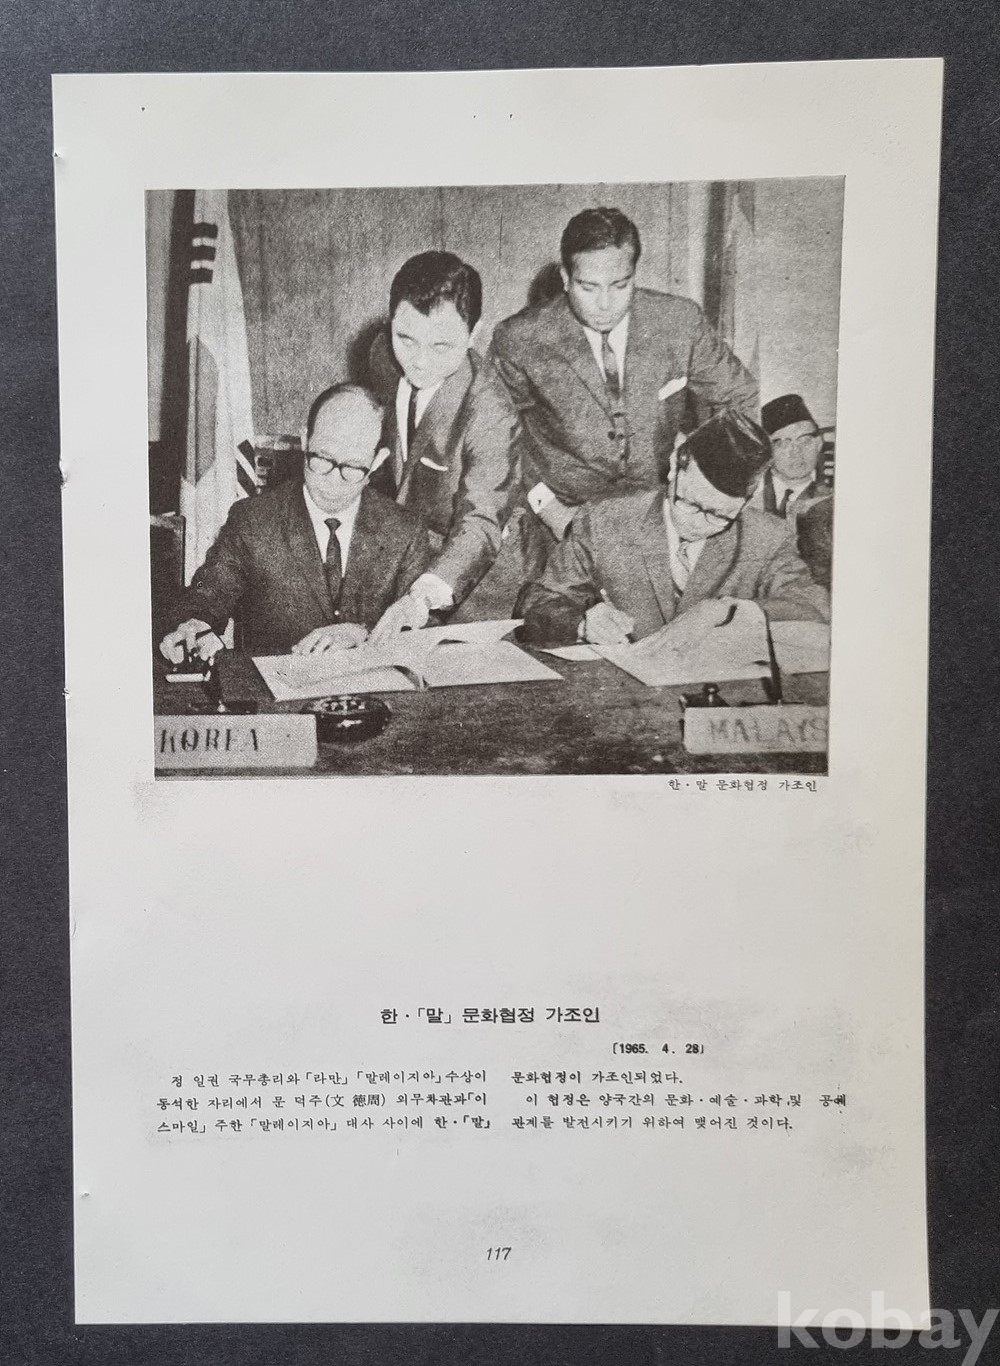 KOREA
MALAYS
한·말 문화협정 가조인
한·「말」 문화협정 가조인
〔1965. 4. 28〕
정 일권 국무총리와 「라만」「말레이지아」수상이
동석한 자리에서 문 덕주(文 德周) 외무차관과「이
스마일」 주한 「말레이지아」 대사 사이에 한·「말」
문화협정이 가조인되었다.
이 협정은 양국간의 문화·예술·과학 및 공예
관계를 발전시키기 위하여 맺어진 것이다.
117
kobay